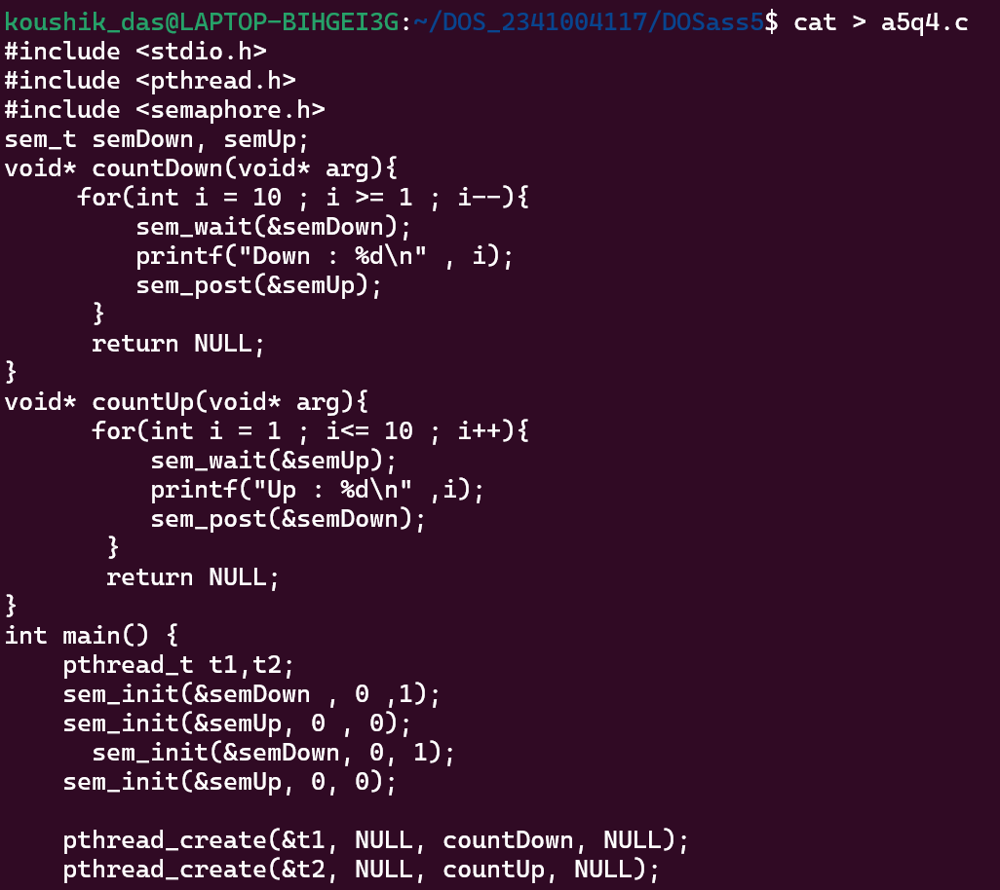 koushik_das@LAPTOP-BIHGEI3G:~/DOS_2341004117/DOSass5$ cat > a5q4.c
#include <stdio.h>
#include <pthread.h>
#include <semaphore.h>
sem_t semDown, semUp;
void* countDown(void* arg){
     for(int i = 10 ; i >= 1 ; i--){
         sem_wait(&semDown);
         printf("Down : %d\n" , i);
         sem_post(&semUp);
      }
      return NULL;
}
void* countUp(void* arg){
      for(int i = 1 ; i<= 10 ; i++){
          sem_wait(&semUp);
          printf("Up : %d\n" ,i);
          sem_post(&semDown);
       }
       return NULL;
}
int main() {
    pthread_t t1,t2;
    sem_init(&semDown , 0 ,1);
    sem_init(&semUp, 0 , 0);
      sem_init(&semDown, 0, 1);
    sem_init(&semUp, 0, 0);

    pthread_create(&t1, NULL, countDown, NULL);
    pthread_create(&t2, NULL, countUp, NULL);